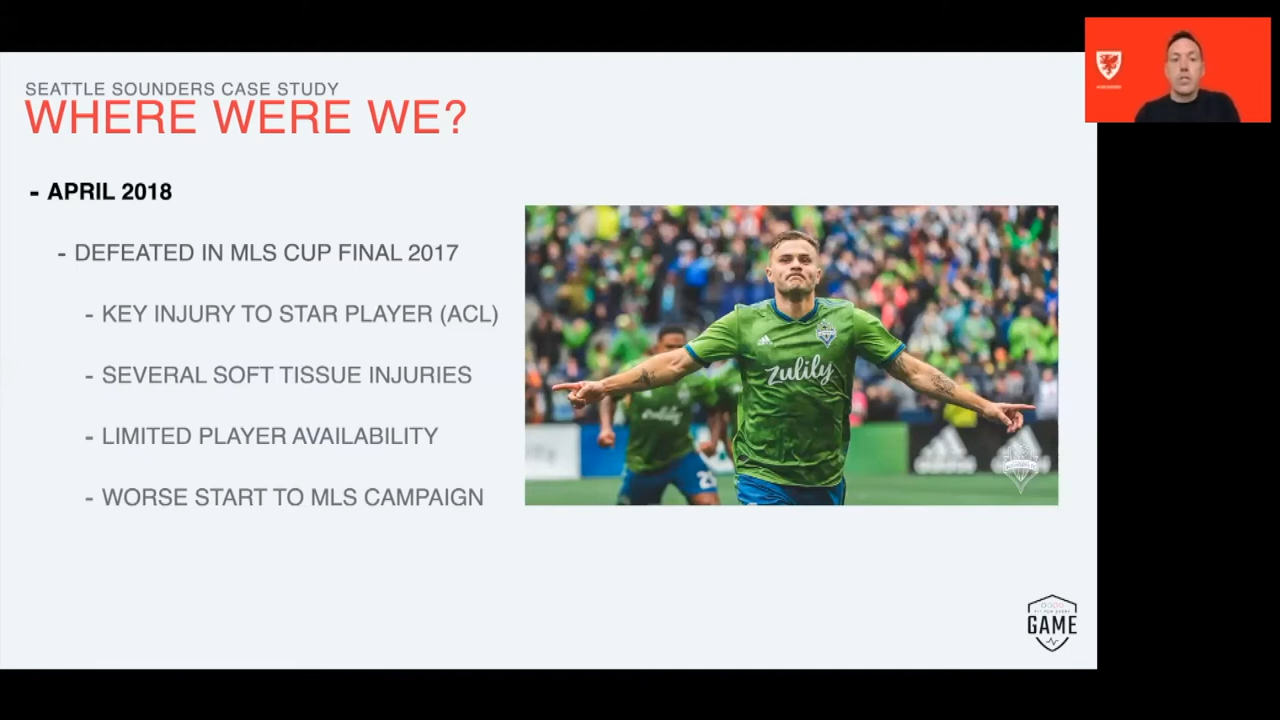 SEATTLE SOUNDERS CASE STUDY
WHERE WERE WE?
- APRIL 2018
- DEFEATED IN MLS CUP FINAL 2017
- KEY INJURY TO STAR PLAYER (ACL)
- SEVERAL SOFT TISSUE INJURIES
- LIMITED PLAYER AVAILABILITY
- WORSE START TO MLS CAMPAIGN
zulily
adidas
GAME